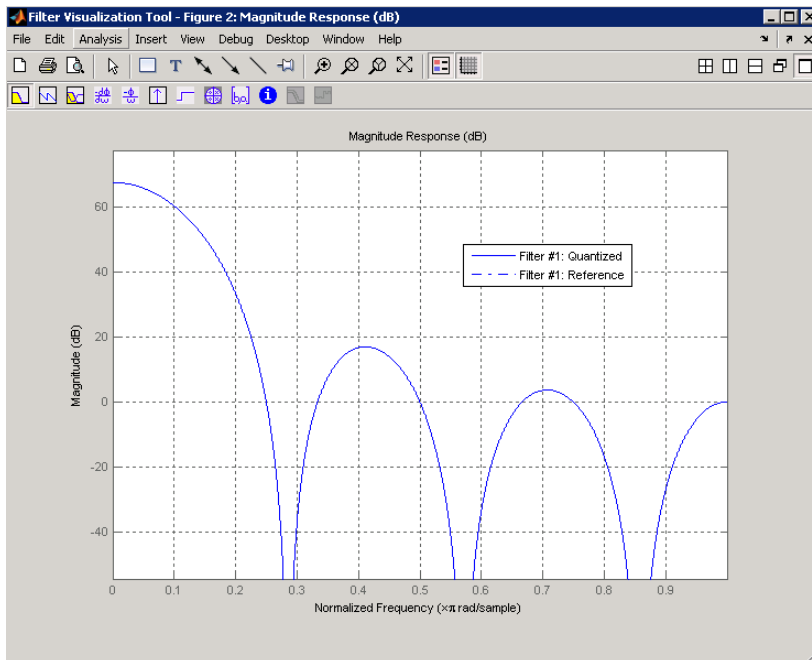 Filter Visualization Tool - Figure 2: Magnitude Response (dB)
File Edit Analysis Insert View Debug Desktop Window Help
T
[b,a]
i
Magnitude Response (dB)
Magnitude (dB)
60
40
20
0
-20
-40
Filter #1: Quantized
Filter #1: Reference
0 0.1 0.2 0.3 0.4 0.5 0.6 0.7 0.8 0.9
Normalized Frequency (×π rad/sample)